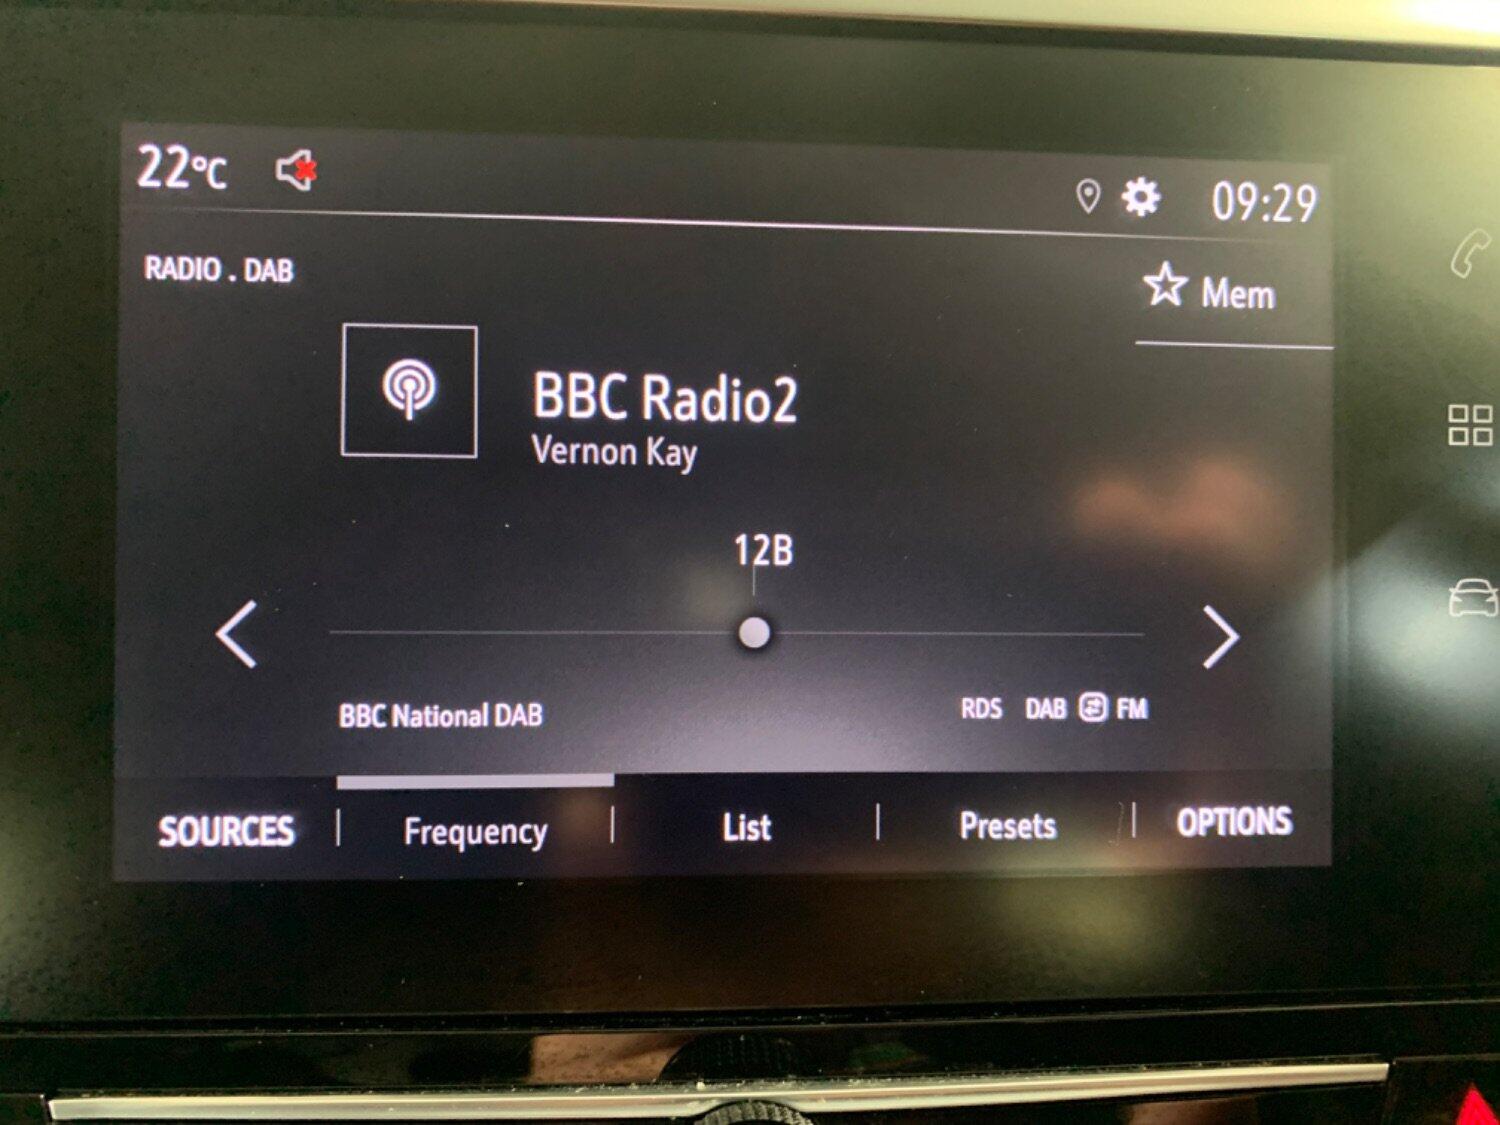 22°C 09:29
RADIO . DAB
Mem
BBC Radio2
Vernon Kay
12B
BBC National DAB RDS DAB FM
SOURCES | Frequency | List | Presets | OPTIONS